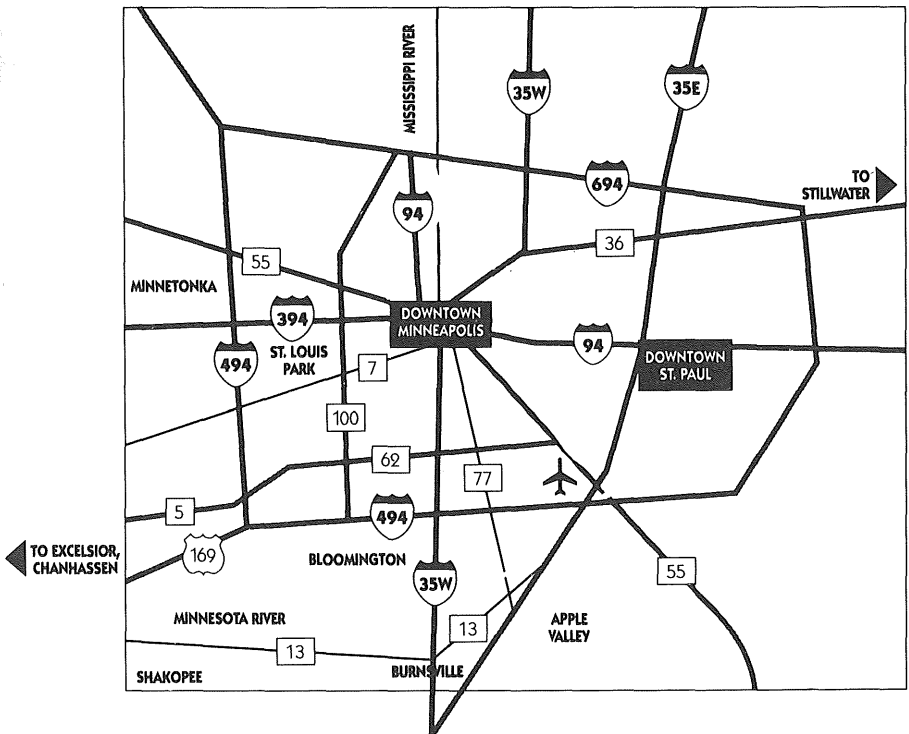 MISSISSIPPI RIVER
35W
35E
694
TO
STILLWATER
94
36
55
MINNETONKA
394
DOWNTOWN
MINNEAPOLIS
ST. LOUIS
PARK
494
7
94
DOWNTOWN
ST. PAUL
100
62
77
5
494
TO EXCELSIOR,
CHANHASSEN
169
BLOOMINGTON
35W
55
MINNESOTA RIVER
13
APPLE
VALLEY
13
BURNSVILLE
SHAKOPEE